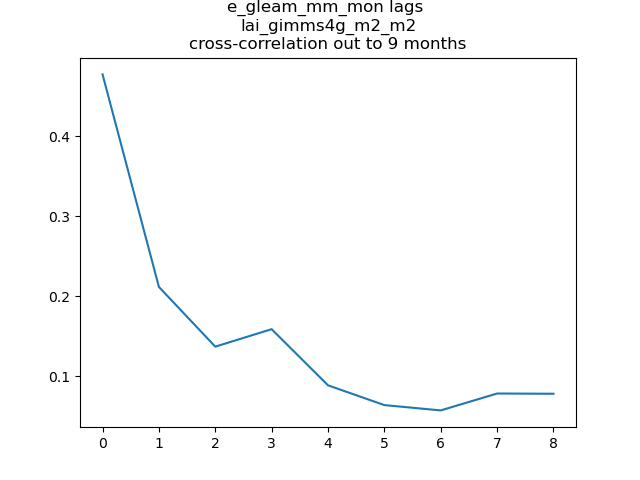 e_gleam_mm_mon lags
lai_gimms4g_m2_m2
cross-correlation out to 9 months
0.4
0.3
0.2
0.1
0 1 2 3 4 5 6 7 8